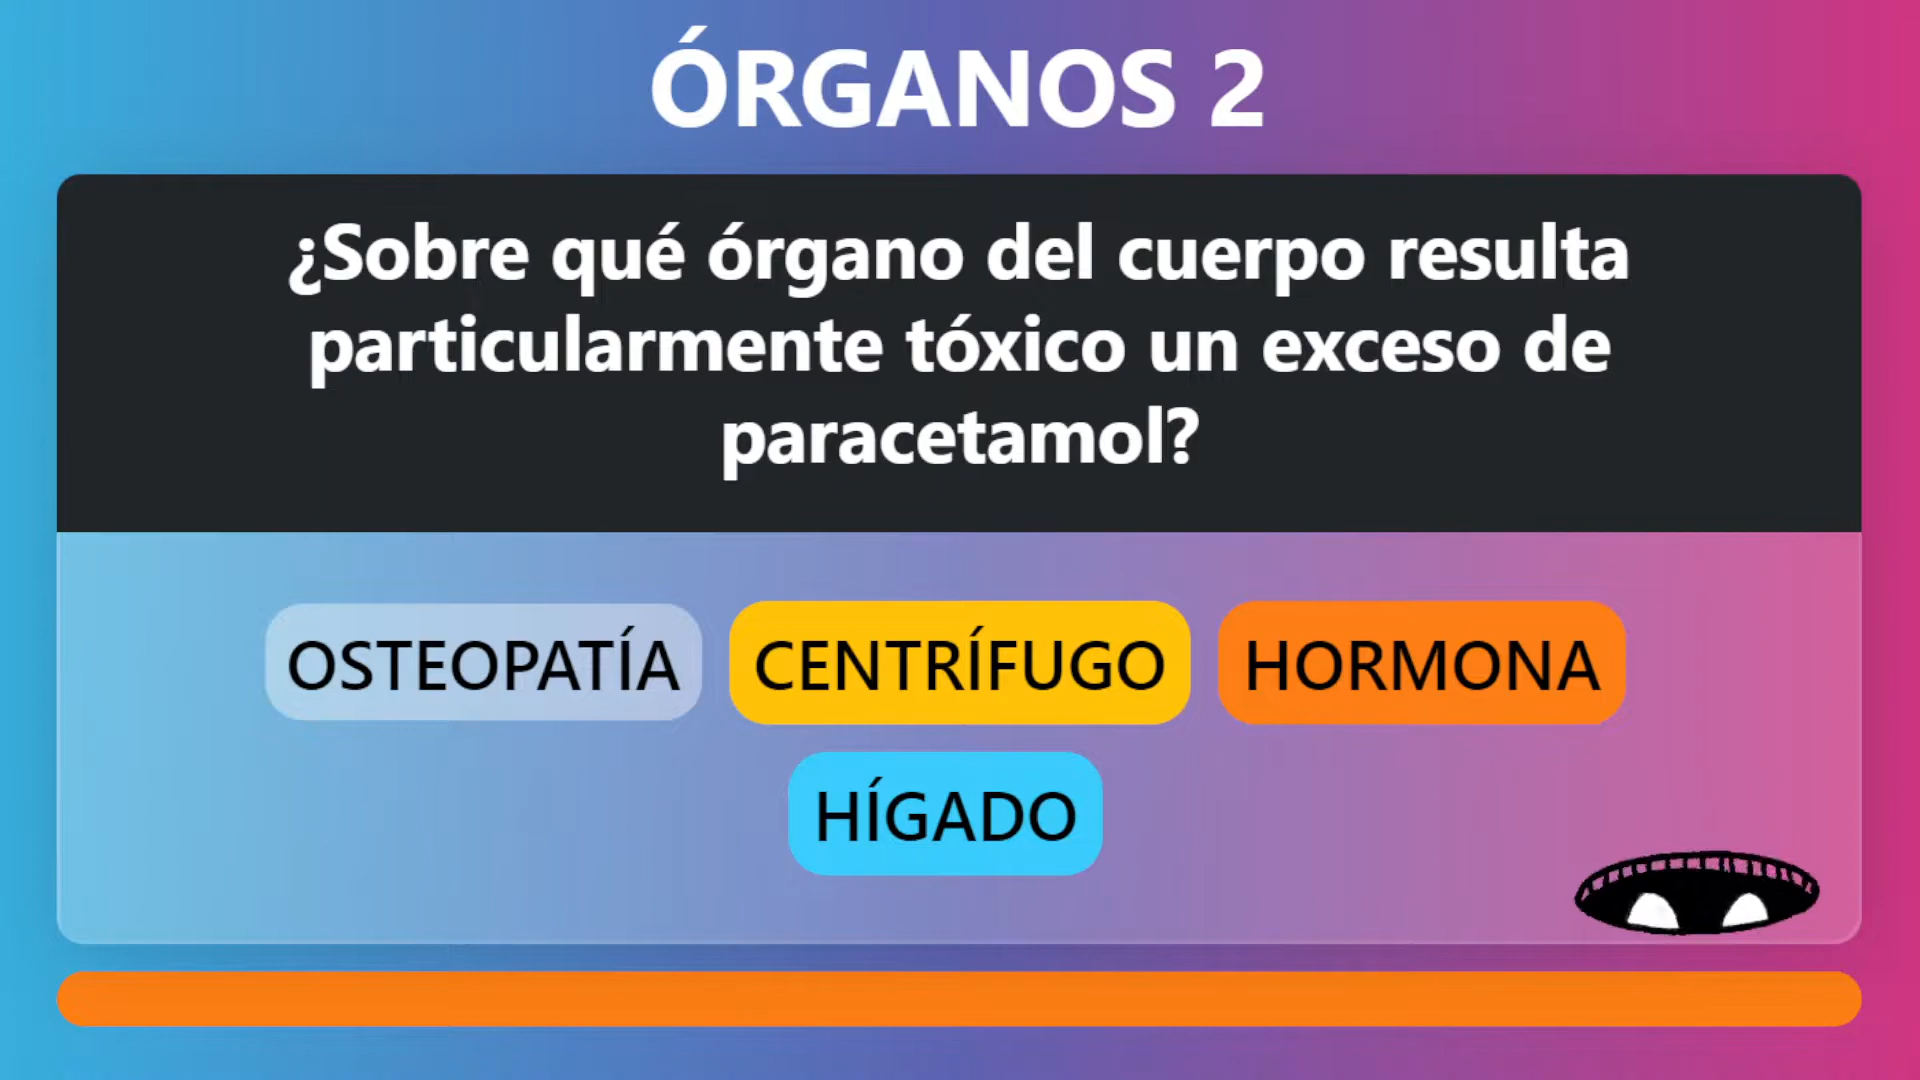 ÓRGANOS 2
¿Sobre qué órgano del cuerpo resulta
particularmente tóxico un exceso de
paracetamol?
OSTEOPATÍA CENTRÍFUGO HORMONA
HÍGADO